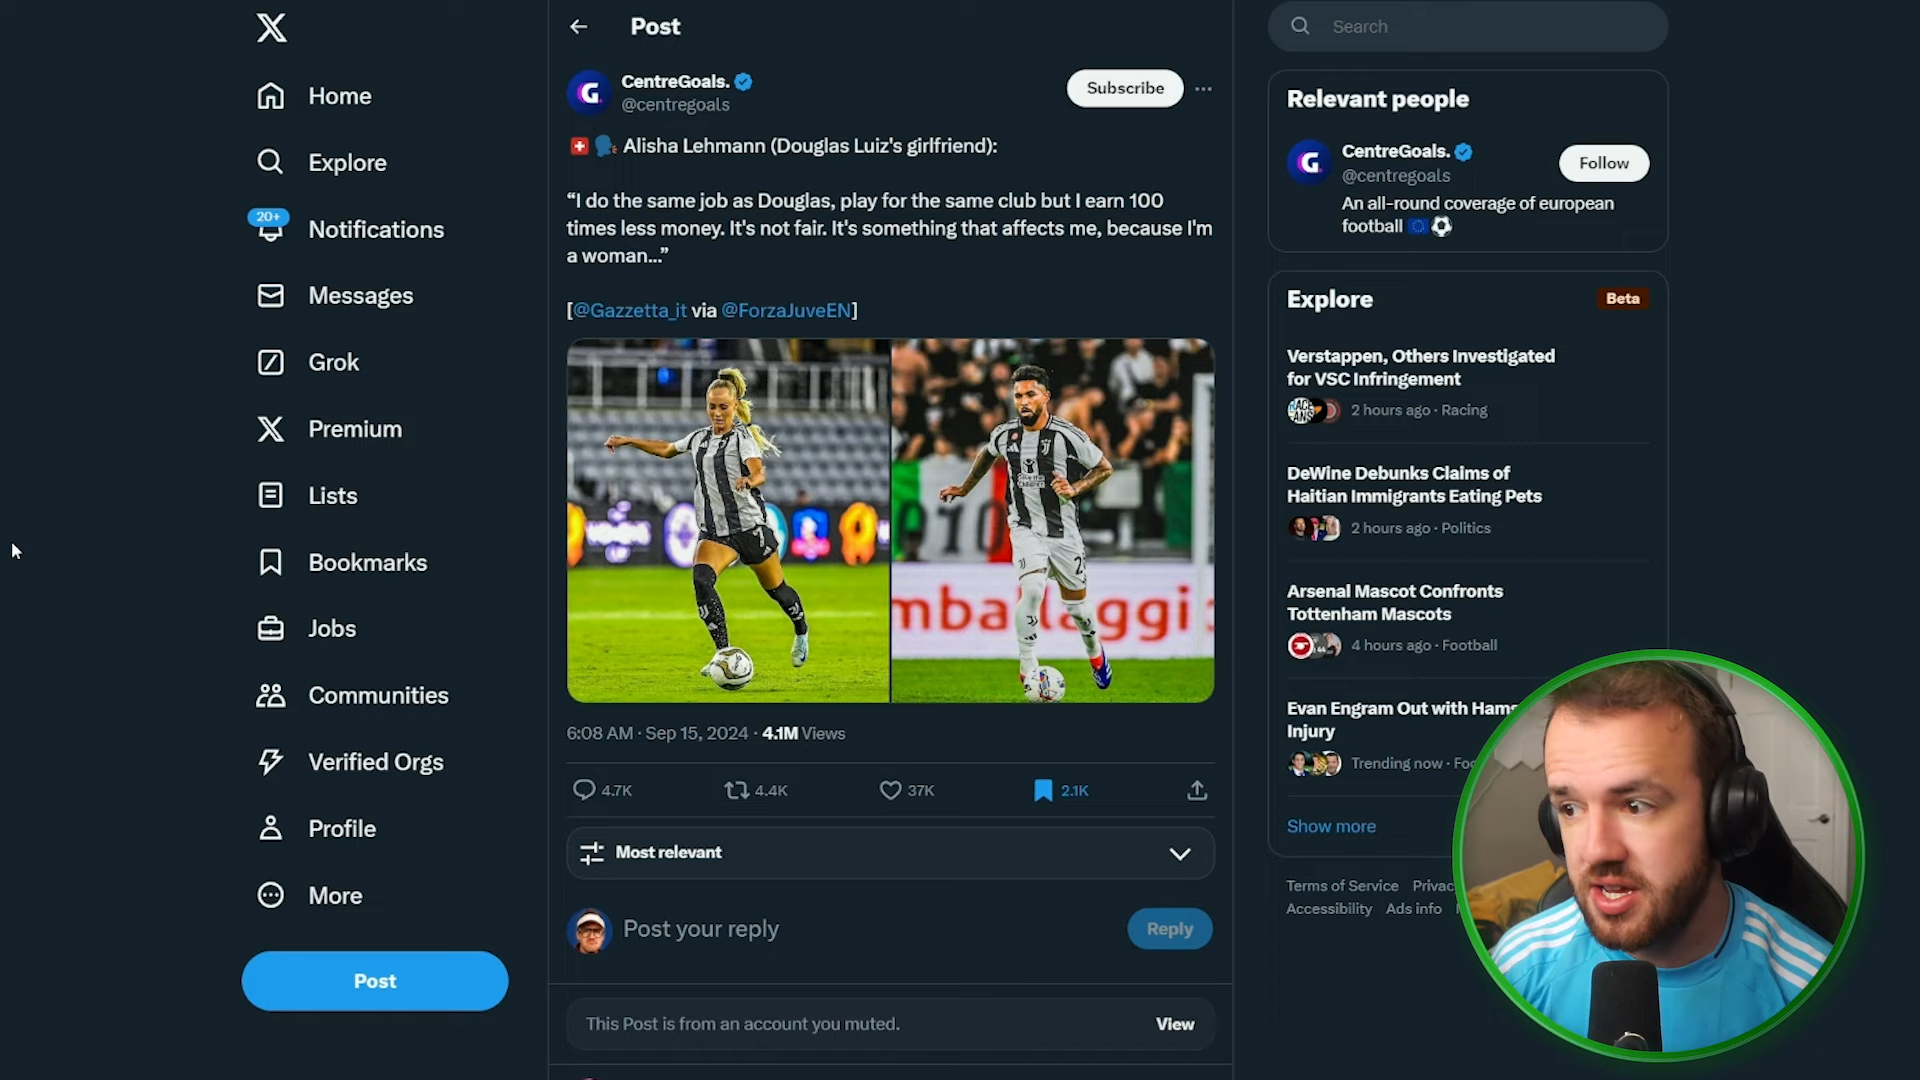 Home
Explore
20+
Notifications
Messages
Grok
Premium
Lists
Bookmarks
Jobs
Communities
Verified Orgs
Profile
More
Post
Post
CentreGoals.
@centregoals
Subscribe
Alisha Lehmann (Douglas Luiz's girlfriend):
“I do the same job as Douglas, play for the same club but I earn 100
times less money. It's not fair. It's something that affects me, because I'm
a woman...”
[@Gazzetta_it via @ForzaJuveEN]
mballaggi
6:08 AM · Sep 15, 2024 · 4.1M Views
4.7K
4.4K
37K
2.1K
Most relevant
Post your reply
Reply
This Post is from an account you muted.
View
Search
Relevant people
CentreGoals.
@centregoals
Follow
An all-round coverage of european
football
Explore
Beta
Verstappen, Others Investigated
for VSC Infringement
2 hours ago · Racing
DeWine Debunks Claims of
Haitian Immigrants Eating Pets
2 hours ago · Politics
Arsenal Mascot Confronts
Tottenham Mascots
4 hours ago · Football
Evan Engram Out with Hams
Injury
Trending now · Foo
Show more
Terms of Service Privac
Accessibility Ads info